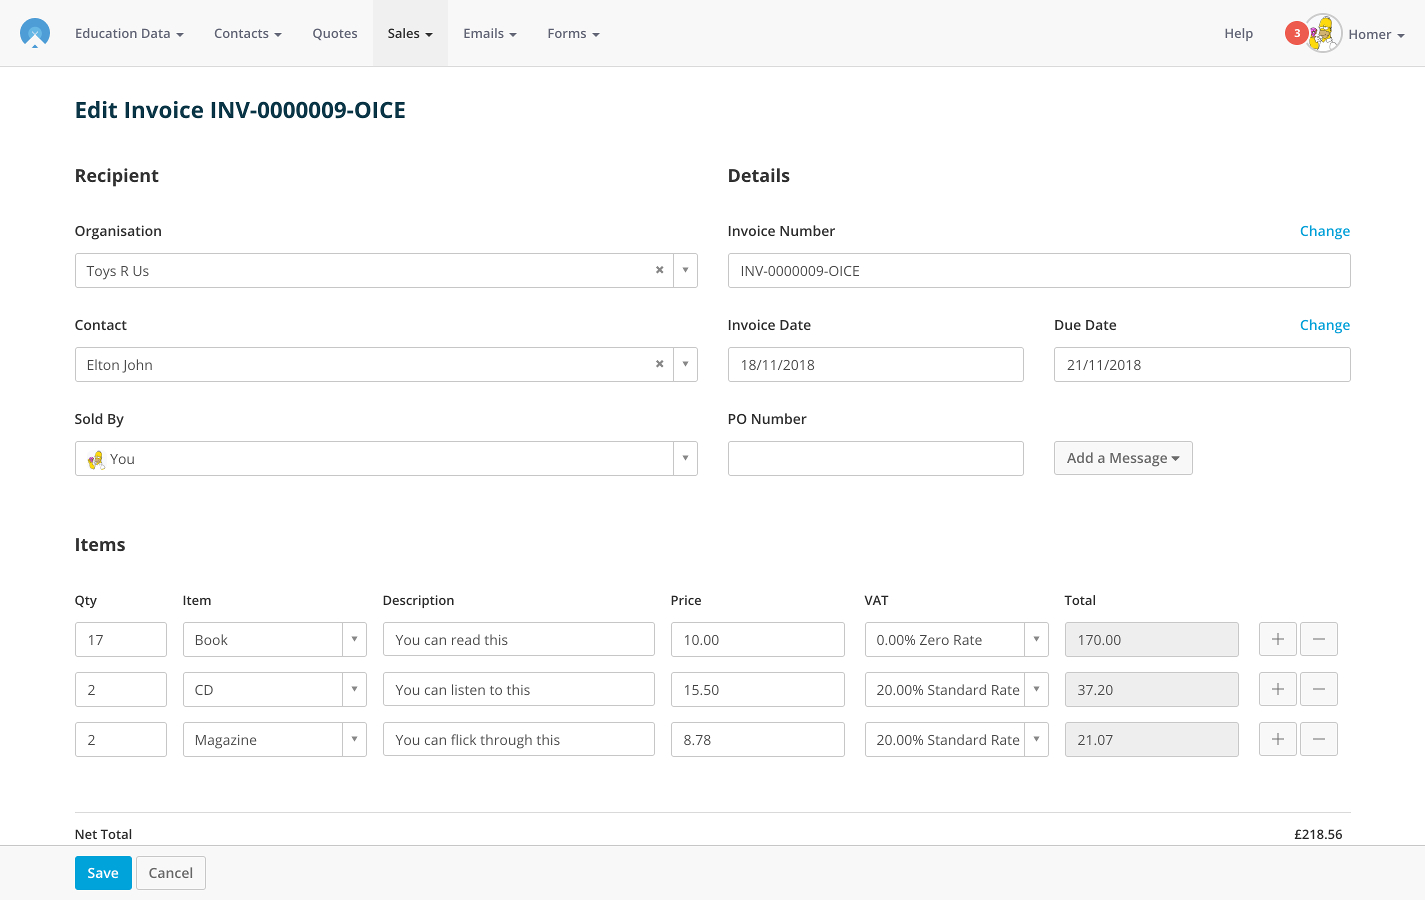 Education Data Contacts Quotes Sales Emails Forms Help 3 Homer
Edit Invoice INV-0000009-OICE
Recipient Details
Organisation Invoice Number Change
Toys R Us INV-0000009-OICE
Contact Invoice Date Due Date Change
Elton John 18/11/2018 21/11/2018
Sold By PO Number
You Add a Message
Items
Qty Item Description Price VAT Total
17 Book You can read this 10.00 0.00% Zero Rate 170.00
2 CD You can listen to this 15.50 20.00% Standard Rate 37.20
2 Magazine You can flick through this 8.78 20.00% Standard Rate 21.07
Net Total £218.56
Save Cancel